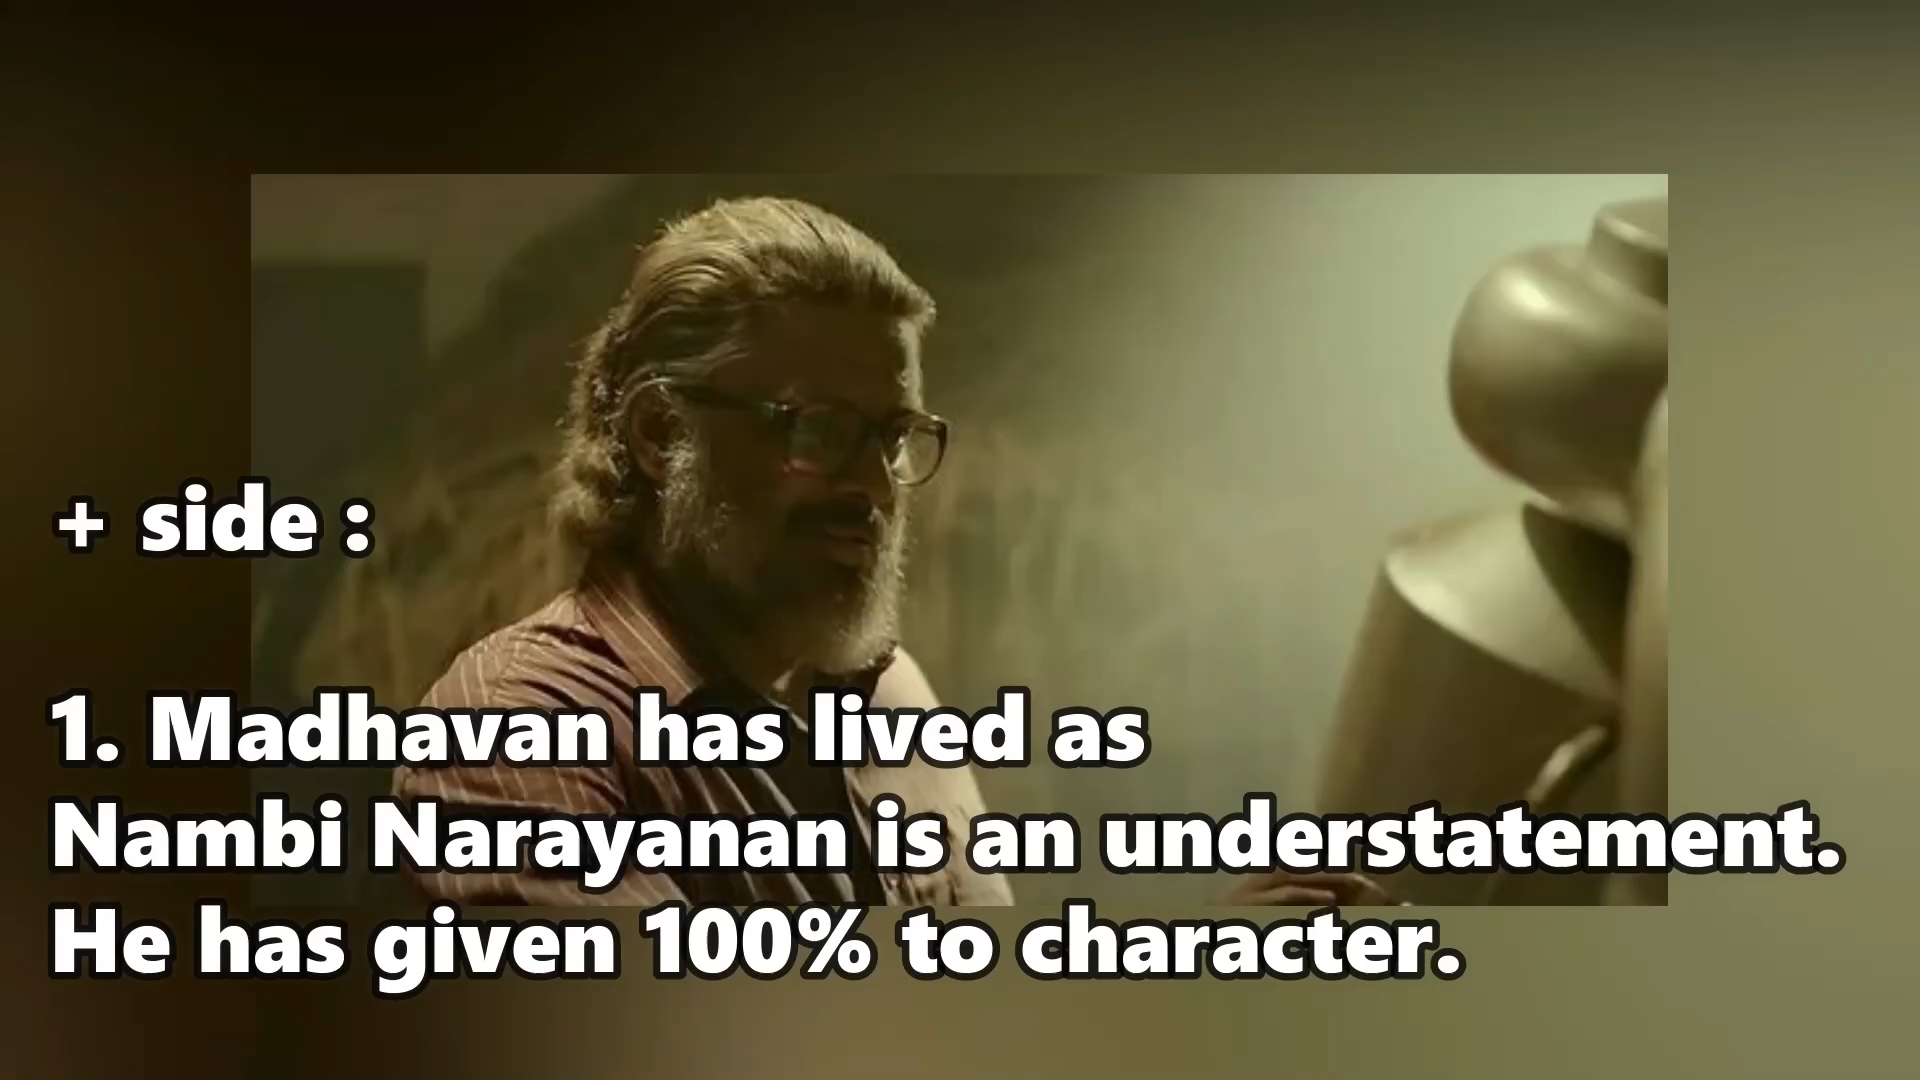 + side :
1. Madhavan has lived as
Nambi Narayanan is an understatement.
He has given 100% to character.